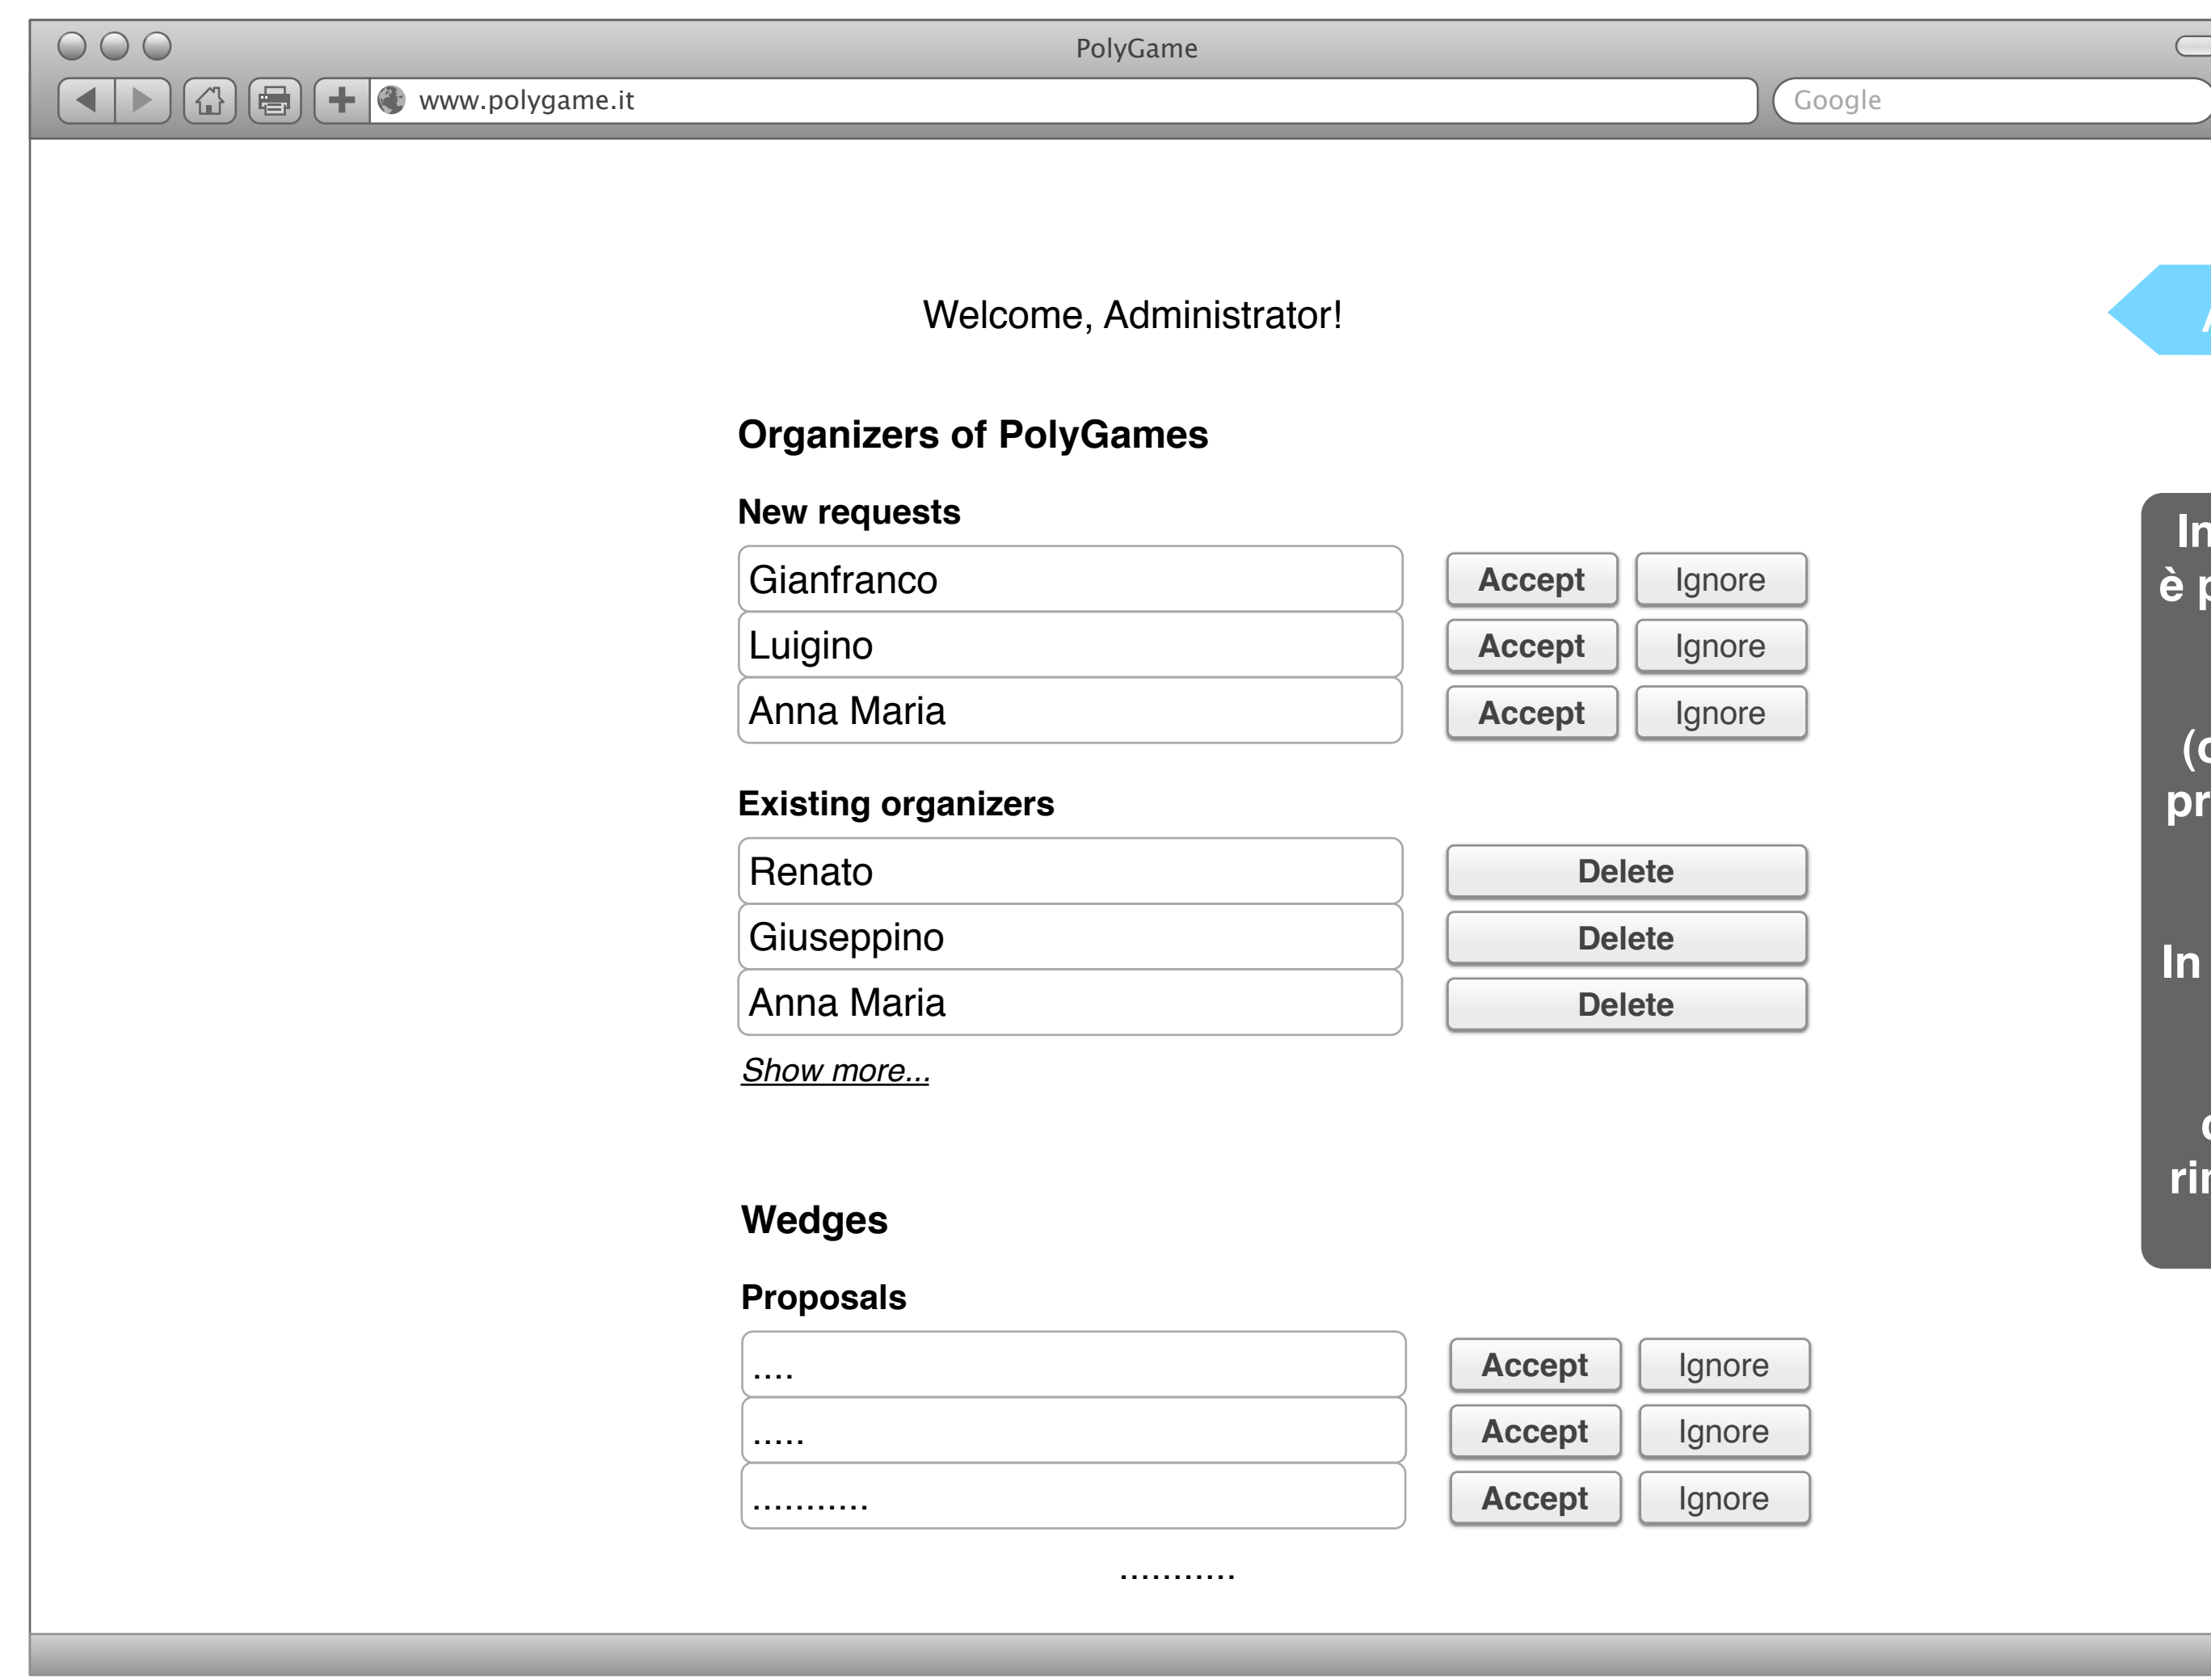 PolyGame
www.polygame.it
Google
Welcome, Administrator!
Organizers of PolyGames
New requests
Gianfranco Accept Ignore
Luigino Accept Ignore
Anna Maria Accept Ignore
Existing organizers
Renato Delete
Giuseppino Delete
Anna Maria Delete
Show more...
Wedges
Proposals
.... Accept Ignore
..... Accept Ignore
........... Accept Ignore
...........
In
è
In